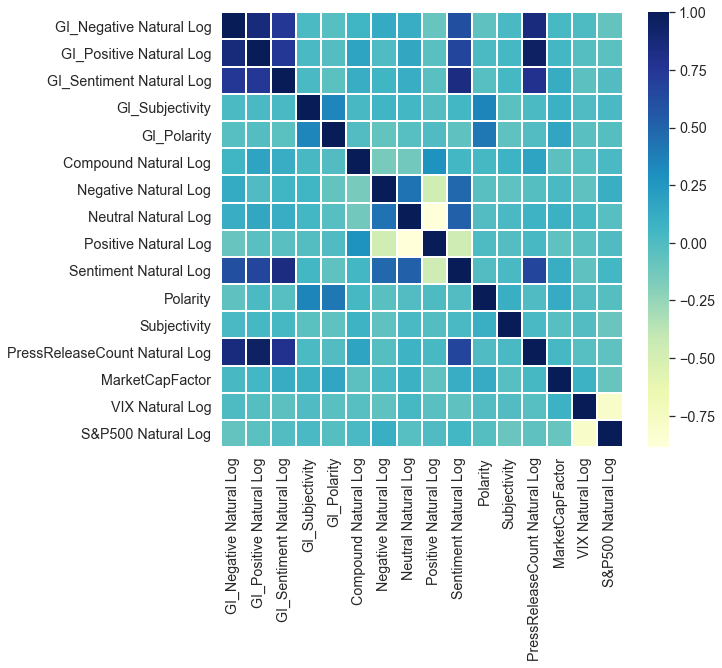 GI_Negative Natural Log
GI_Positive Natural Log
GI_Sentiment Natural Log
GI_Subjectivity
GI_Polarity
Compound Natural Log
Negative Natural Log
Neutral Natural Log
Positive Natural Log
Sentiment Natural Log
Polarity
Subjectivity
PressReleaseCount Natural Log
MarketCapFactor
VIX Natural Log
S&P500 Natural Log
GI_Negative Natural Log
GI_Positive Natural Log
GI_Sentiment Natural Log
GI_Subjectivity
GI_Polarity
Compound Natural Log
Negative Natural Log
Neutral Natural Log
Positive Natural Log
Sentiment Natural Log
Polarity
Subjectivity
PressReleaseCount Natural Log
MarketCapFactor
VIX Natural Log
S&P500 Natural Log
1.00
0.75
0.50
0.25
0.00
−0.25
−0.50
−0.75